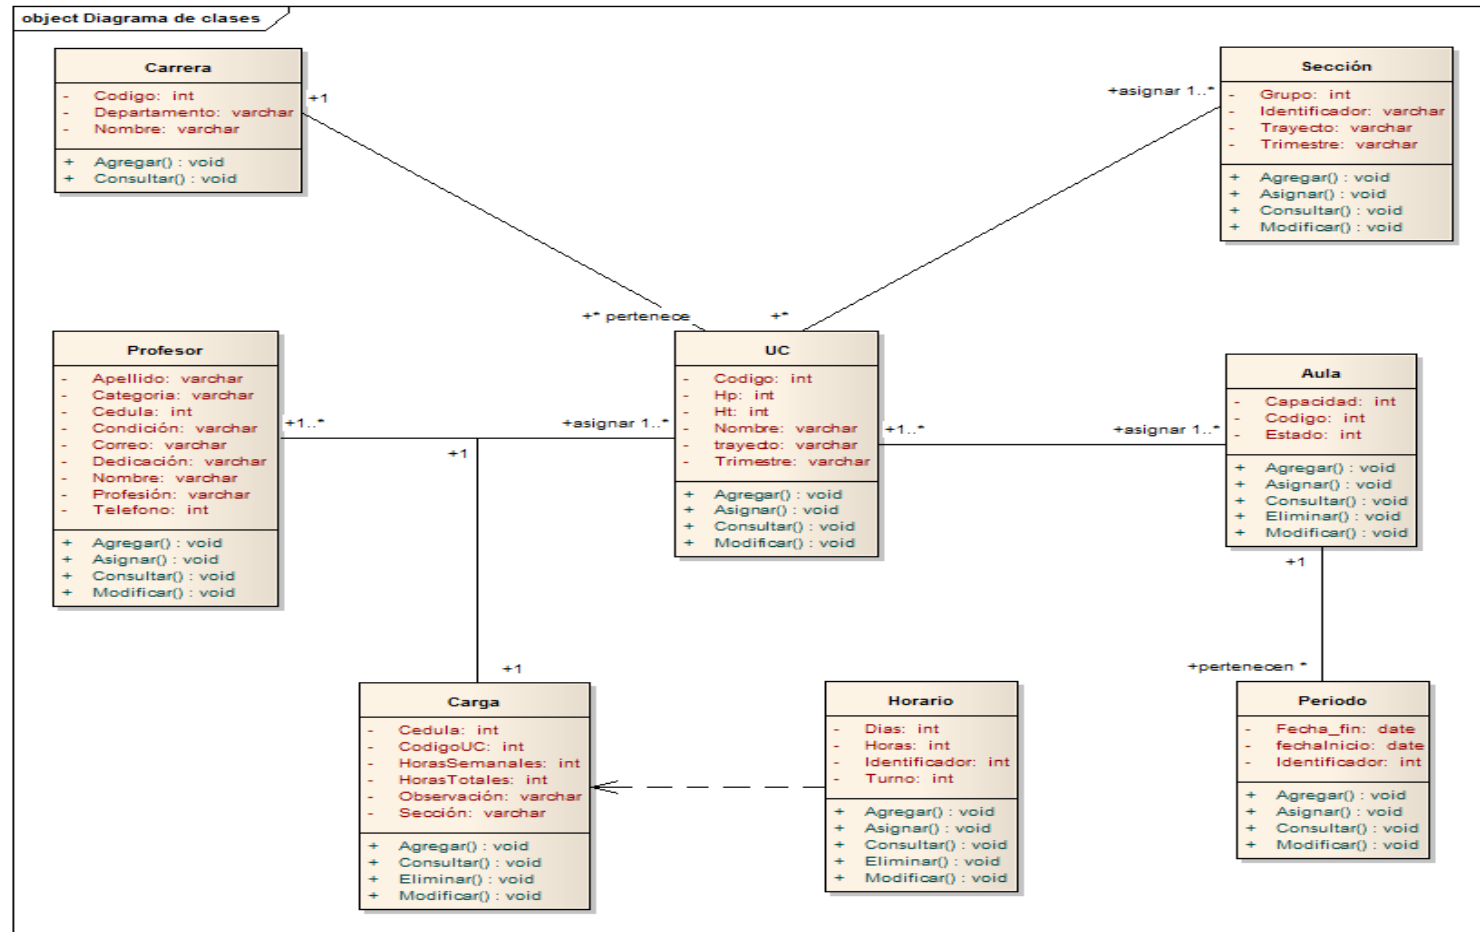 object Diagrama de clases
Carrera
- Codigo: int
- Departamento: varchar
- Nombre: varchar
+ Agregar() : void
+ Consultar() : void
+1
+asignar 1..*
Sección
- Grupo: int
- Identificador: varchar
- Trayecto: varchar
- Trimestre: varchar
+ Agregar() : void
+ Asignar() : void
+ Consultar() : void
+ Modificar() : void
+* pertenece
+*
Profesor
- Apellido: varchar
- Categoria: varchar
- Cedula: int
- Condición: varchar
- Correo: varchar
- Dedicación: varchar
- Nombre: varchar
- Profesión: varchar
- Telefono: int
+ Agregar() : void
+ Asignar() : void
+ Consultar() : void
+ Modificar() : void
+1..*
+asignar 1..*
+1
UC
- Codigo: int
- Hp: int
- Ht: int
- Nombre: varchar
- trayecto: varchar
- Trimestre: varchar
+ Agregar() : void
+ Asignar() : void
+ Consultar() : void
+ Modificar() : void
+1..*
+asignar 1..*
Aula
- Capacidad: int
- Codigo: int
- Estado: int
+ Agregar() : void
+ Asignar() : void
+ Consultar() : void
+ Eliminar() : void
+ Modificar() : void
+1
+pertenecen *
+1
Carga
- Cedula: int
- CodigoUC: int
- HorasSemanales: int
- HorasTotales: int
- Observación: varchar
- Sección: varchar
+ Agregar() : void
+ Consultar() : void
+ Eliminar() : void
+ Modificar() : void
Horario
- Dias: int
- Horas: int
- Identificador: int
- Turno: int
+ Agregar() : void
+ Asignar() : void
+ Consultar() : void
+ Eliminar() : void
+ Modificar() : void
Periodo
- Fecha_fin: date
- fechaInicio: date
- Identificador: int
+ Agregar() : void
+ Asignar() : void
+ Consultar() : void
+ Modificar() : void